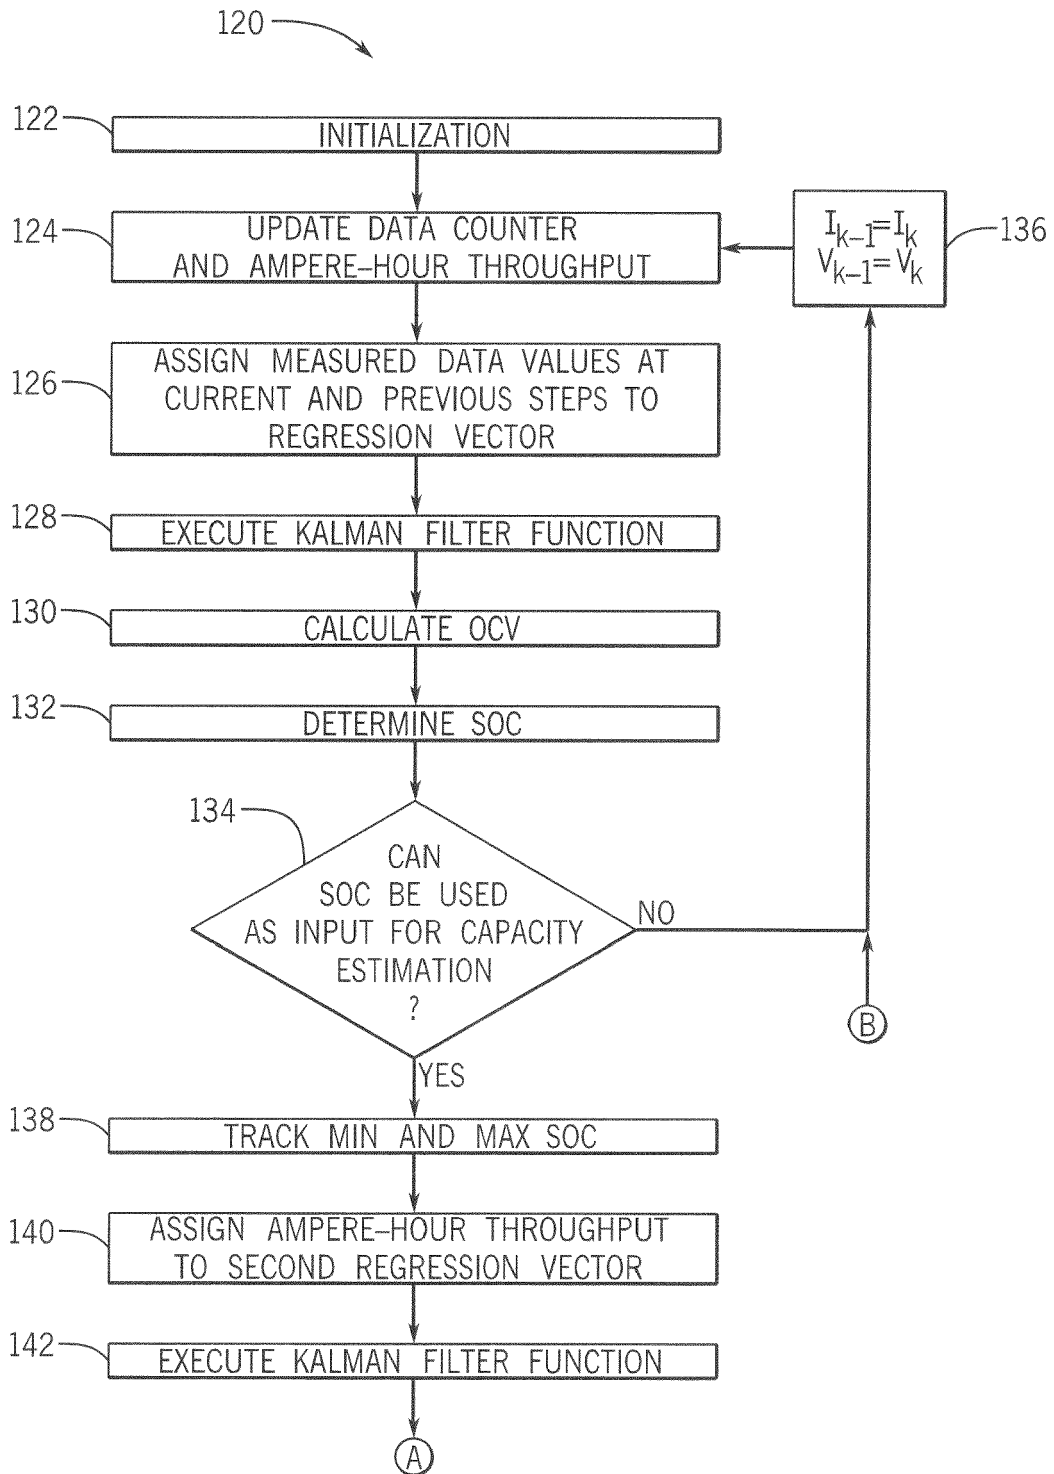 120
122
INITIALIZATION
124
UPDATE DATA COUNTER
AND AMPERE-HOUR THROUGHPUT
I_{k-1}=I_k
V_{k-1}=V_k
136
126
ASSIGN MEASURED DATA VALUES AT
CURRENT AND PREVIOUS STEPS TO
REGRESSION VECTOR
128
EXECUTE KALMAN FILTER FUNCTION
130
CALCULATE OCV
132
DETERMINE SOC
134
CAN
SOC BE USED
AS INPUT FOR CAPACITY
ESTIMATION
?
NO
B
YES
138
TRACK MIN AND MAX SOC
140
ASSIGN AMPERE-HOUR THROUGHPUT
TO SECOND REGRESSION VECTOR
142
EXECUTE KALMAN FILTER FUNCTION
A